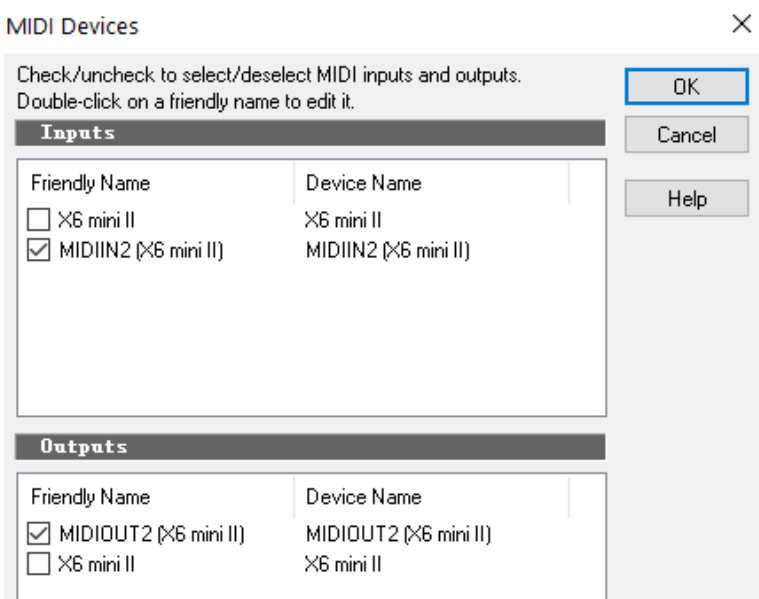 MIDI Devices
Check/uncheck to select/deselect MIDI inputs and outputs.
Double-click on a friendly name to edit it.
OK
Cancel
Help
Inputs
Friendly Name Device Name
X6 mini II X6 mini II
MIDIIN2 (X6 mini II) MIDIIN2 (X6 mini II)
Outputs
Friendly Name Device Name
MIDIOUT2 (X6 mini II) MIDIOUT2 (X6 mini II)
X6 mini II X6 mini II